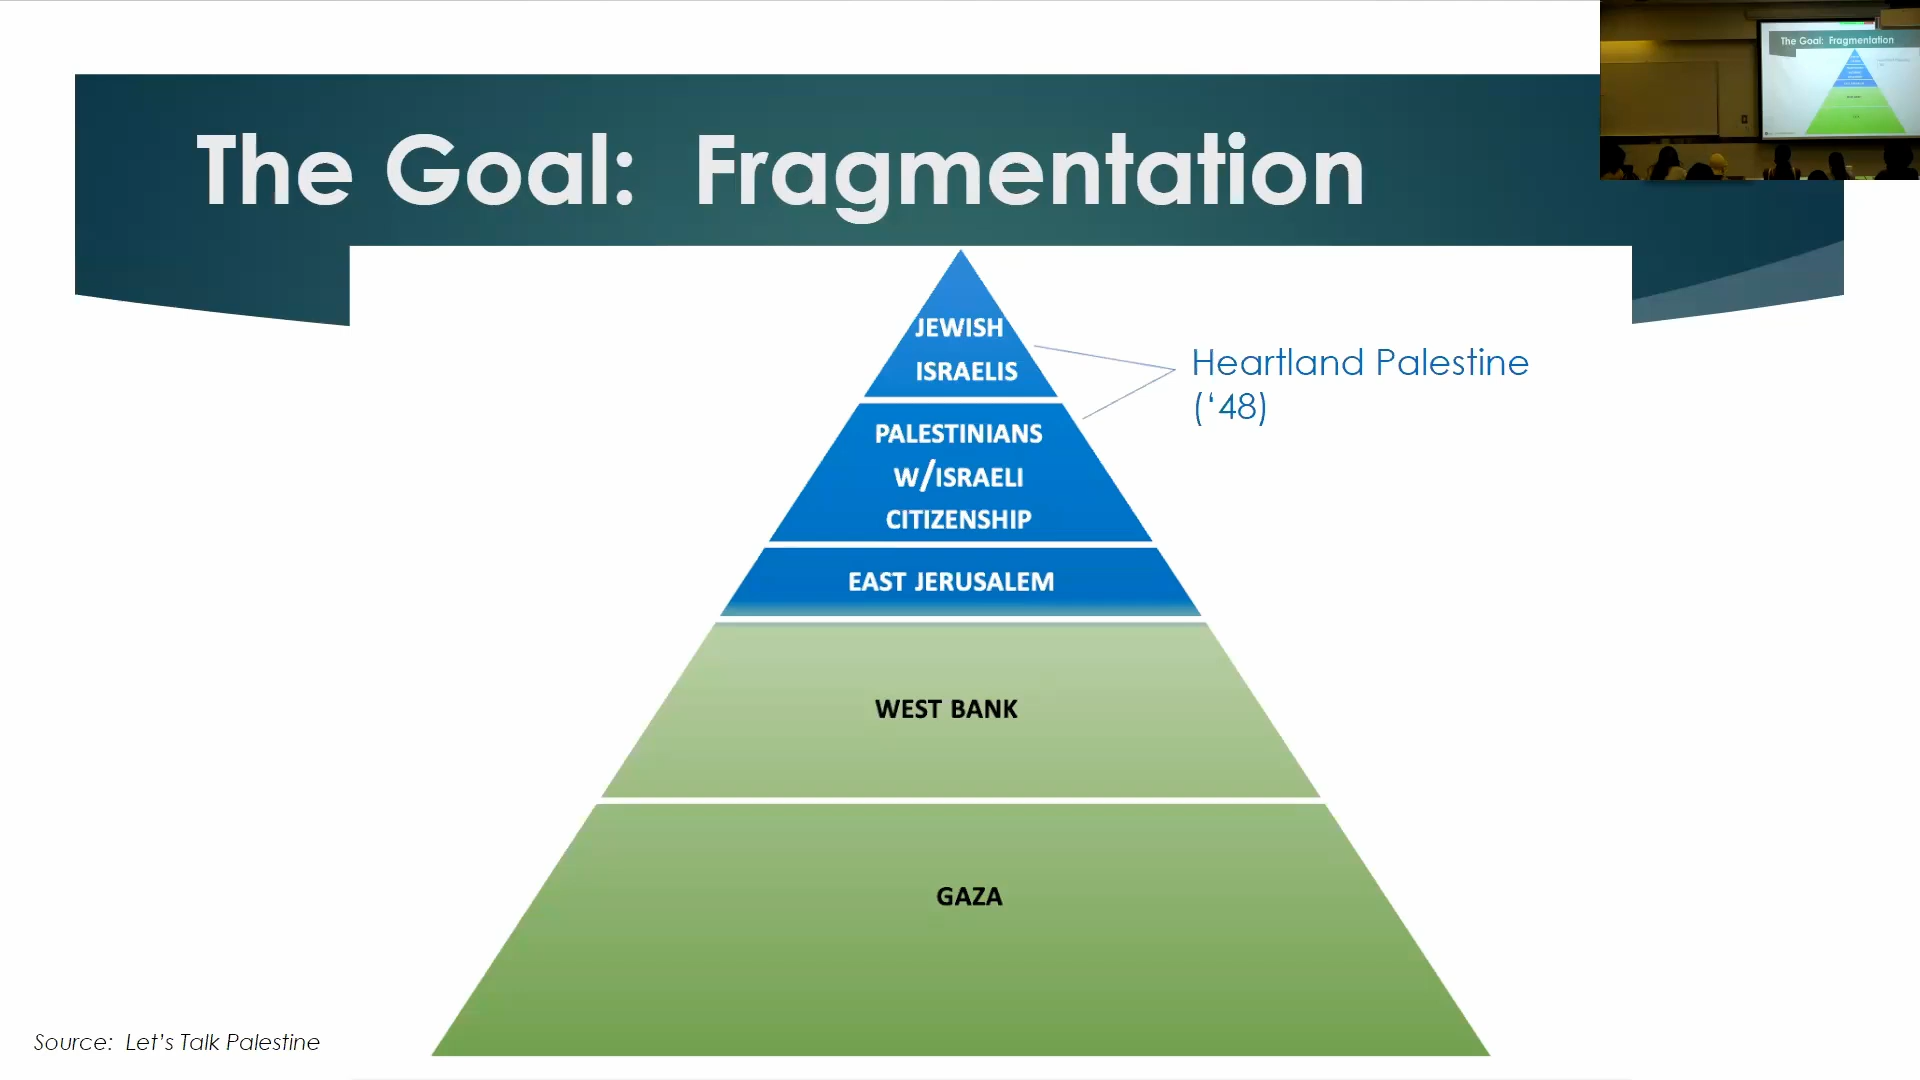 The Goal:  Fragmentation
The Goal:  Fragmentation
JEWISH
ISRAELIS
Heartland Palestine
(‘48)
PALESTINIANS
W/ISRAELI
CITIZENSHIP
EAST JERUSALEM
WEST BANK
GAZA
Source:  Let’s Talk Palestine